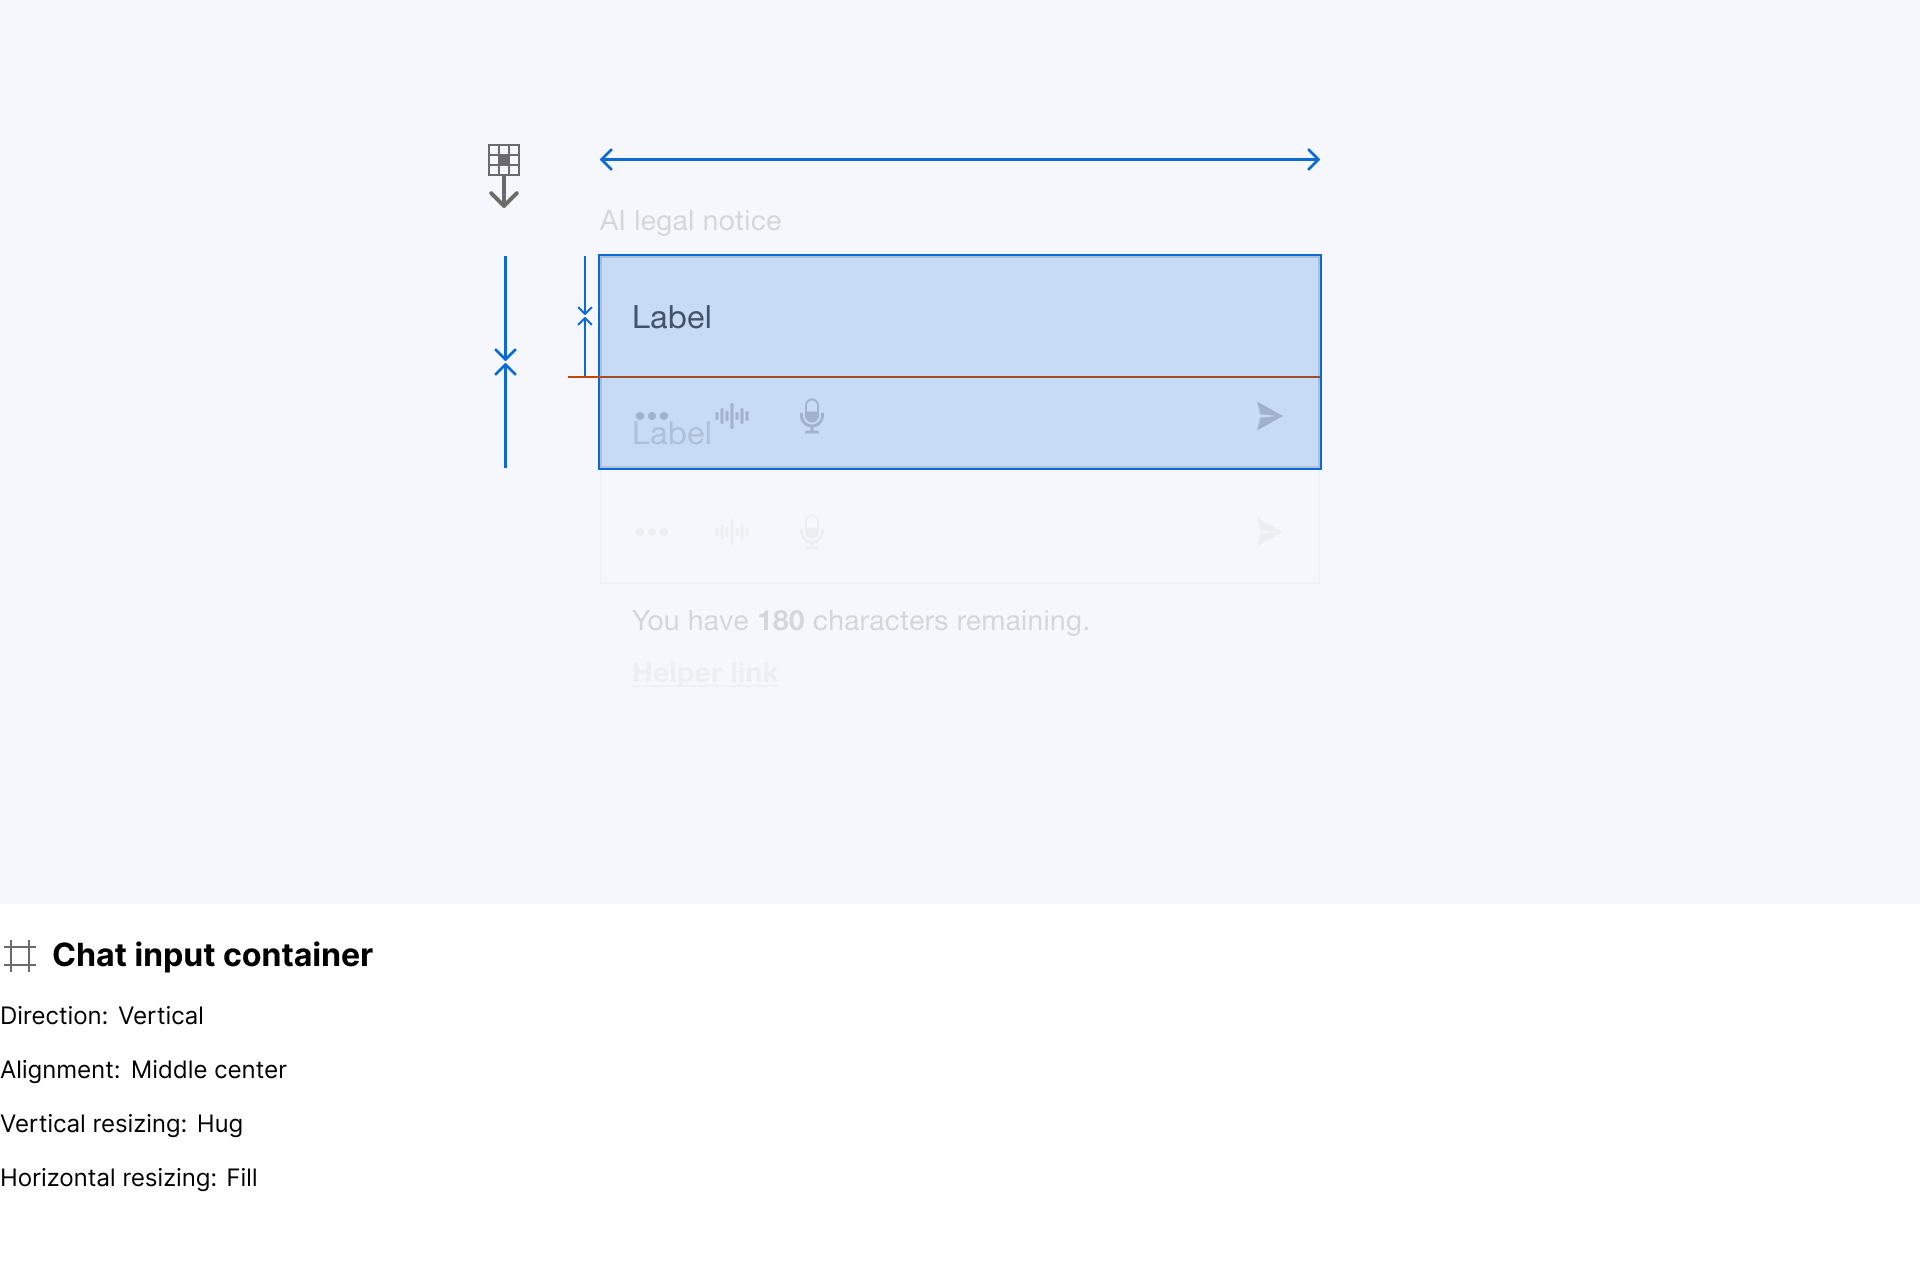 AI legal notice
Label
Label
You have 180 characters remaining.
Helper link
Chat input container
Direction: Vertical
Alignment: Middle center
Vertical resizing: Hug
Horizontal resizing: Fill